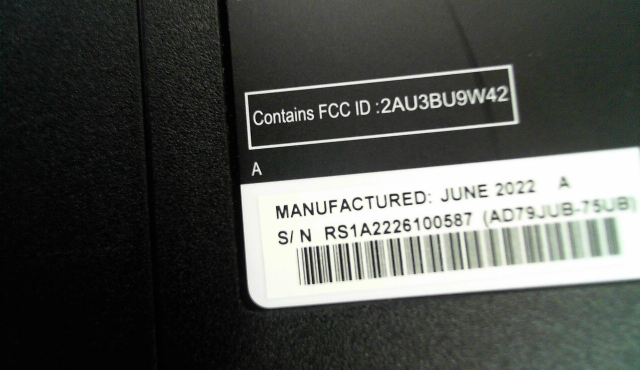 Contains FCC ID :2AU3BU9W42
A
MANUFACTURED: JUNE 2022 A
S/N RS1A2226100587 (AD79JUB-75UB)